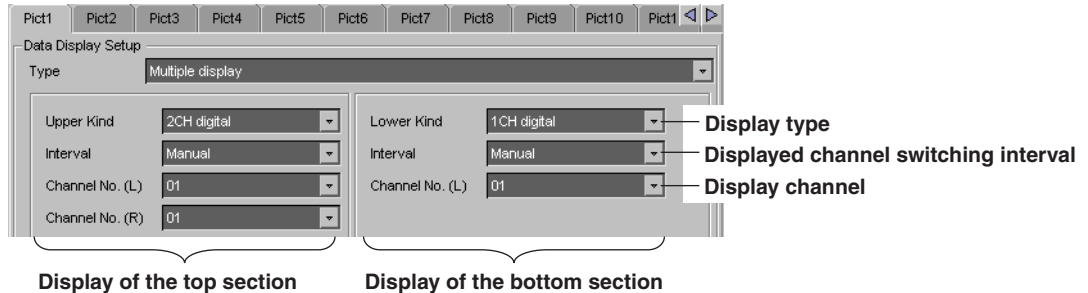 Pict1 Pict2 Pict3 Pict4 Pict5 Pict6 Pict7 Pict8 Pict9 Pict10 Pict1
Data Display Setup
Type Multiple display
Upper Kind 2CH digital Lower Kind 1CH digital Display type
Interval Manual Interval Manual Displayed channel switching interval
Channel No. (L) 01 Channel No. (L) 01 Display channel
Channel No. (R) 01
Display of the top section Display of the bottom section